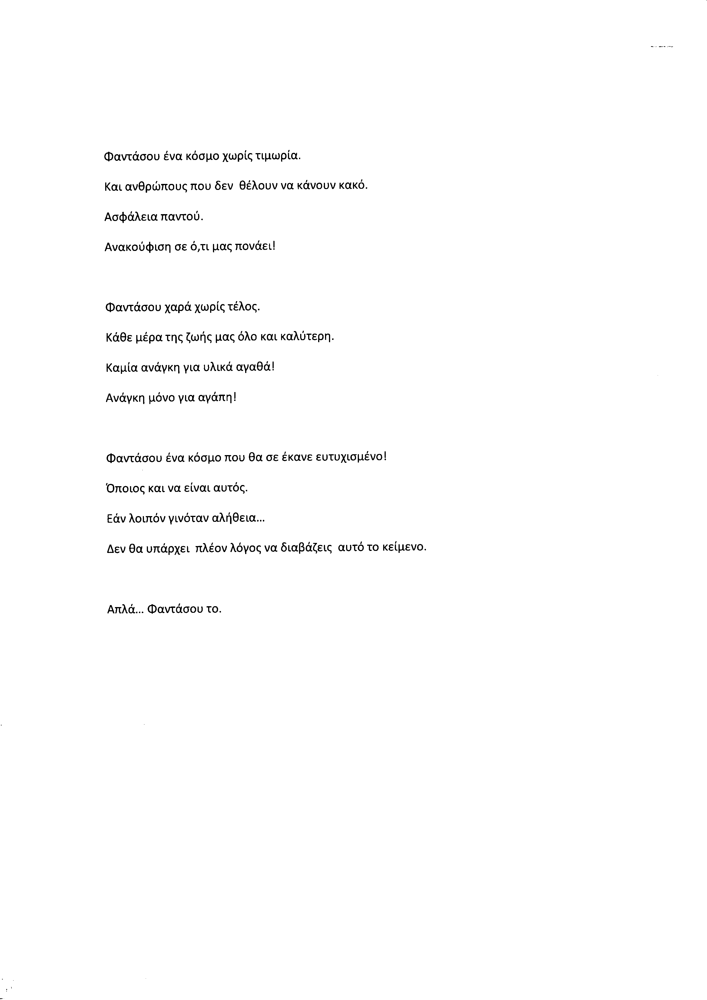 Φαντάσου ένα κόσμο χωρίς τιμωρία.
Και ανθρώπους που δεν  θέλουν να κάνουν κακό.
Ασφάλεια παντού.
Ανακούφιση σε ό,τι μας πονάει!
Φαντάσου χαρά χωρίς τέλος.
Κάθε μέρα της ζωής μας όλο και καλύτερη.
Καμία ανάγκη για υλικά αγαθά!
Ανάγκη μόνο για αγάπη!
Φαντάσου ένα κόσμο που θα σε έκανε ευτυχισμένο!
Όποιος και να είναι αυτός.
Εάν λοιπόν γινόταν αλήθεια...
Δεν θα υπάρχει  πλέον λόγος να διαβάζεις  αυτό το κείμενο.
Απλά... Φαντάσου το.